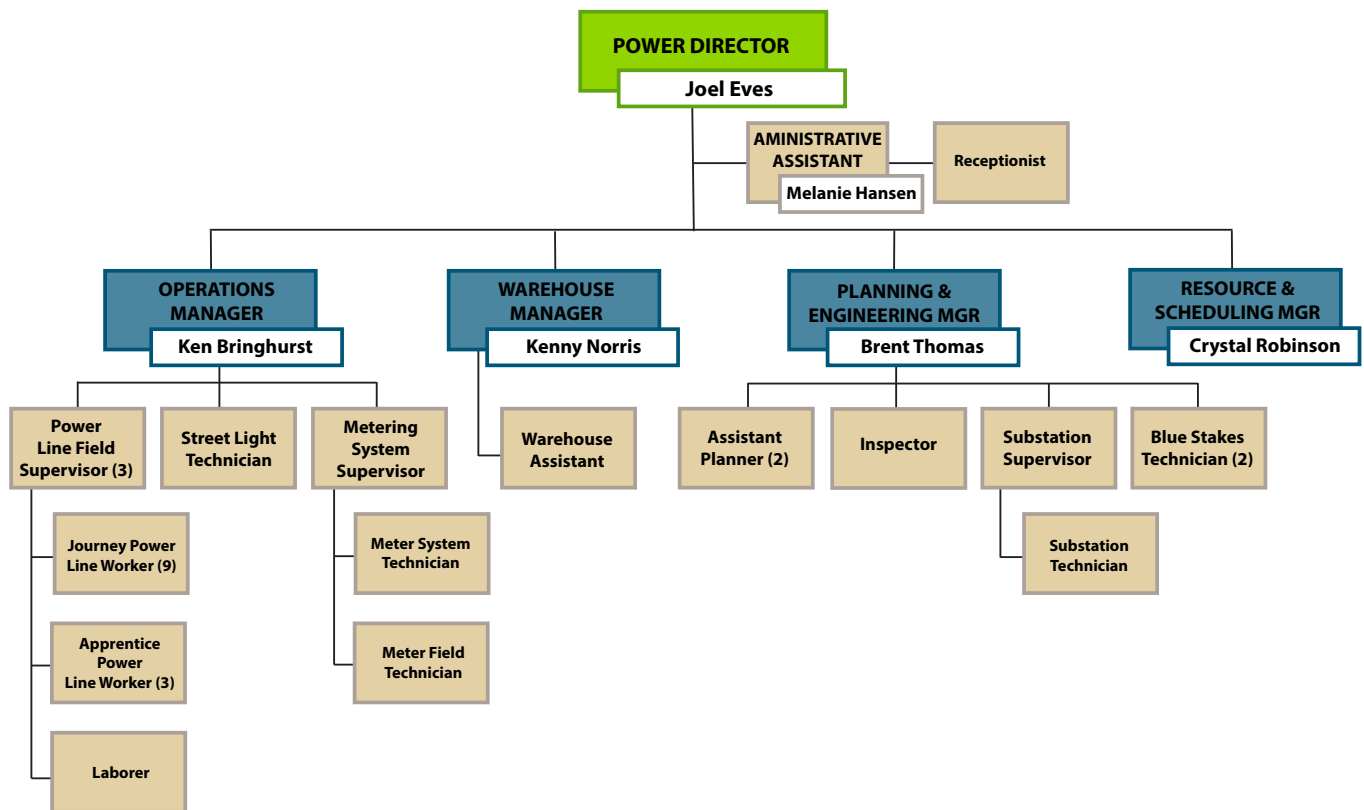 POWER DIRECTOR
Joel Eves
AMINISTRATIVE
ASSISTANT
Melanie Hansen
Receptionist
OPERATIONS
MANAGER
Ken Bringhurst
WAREHOUSE
MANAGER
Kenny Norris
PLANNING &
ENGINEERING MGR
Brent Thomas
RESOURCE &
SCHEDULING MGR
Crystal Robinson
Power
Line Field
Supervisor (3)
Street Light
Technician
Metering
System
Supervisor
Warehouse
Assistant
Assistant
Planner (2)
Inspector
Substation
Supervisor
Blue Stakes
Technician (2)
Journey Power
Line Worker (9)
Meter System
Technician
Substation
Technician
Apprentice
Power
Line Worker (3)
Meter Field
Technician
Laborer